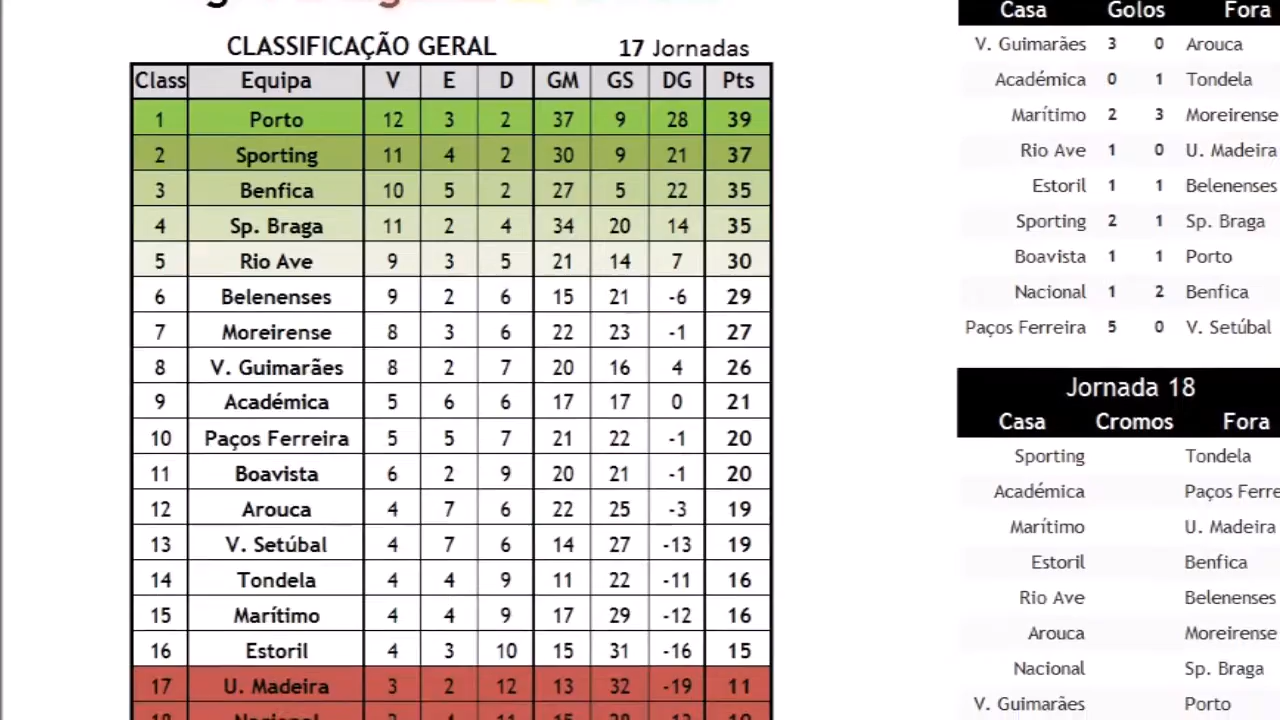 CLASSIFICAÇÃO GERAL 17 Jornadas
Class Equipa V E D GM GS DG Pts
1 Porto 12 3 2 37 9 28 39
2 Sporting 11 4 2 30 9 21 37
3 Benfica 10 5 2 27 5 22 35
4 Sp. Braga 11 2 4 34 20 14 35
5 Rio Ave 9 3 5 21 14 7 30
6 Belenenses 9 2 6 15 21 -6 29
7 Moreirense 8 3 6 22 23 -1 27
8 V. Guimarães 8 2 7 20 16 4 26
9 Académica 5 6 6 17 17 0 21
10 Paços Ferreira 5 5 7 21 22 -1 20
11 Boavista 6 2 9 20 21 -1 20
12 Arouca 4 7 6 22 25 -3 19
13 V. Setúbal 4 7 6 14 27 -13 19
14 Tondela 4 4 9 11 22 -11 16
15 Marítimo 4 4 9 17 29 -12 16
16 Estoril 4 3 10 15 31 -16 15
17 U. Madeira 3 2 12 13 32 -19 11
Casa Golos Fora
V. Guimarães 3 0 Arouca
Académica 0 1 Tondela
Marítimo 2 3 Moreirense
Rio Ave 1 0 U. Madeira
Estoril 1 1 Belenenses
Sporting 2 1 Sp. Braga
Boavista 1 1 Porto
Nacional 1 2 Benfica
Paços Ferreira 5 0 V. Setúbal
Jornada 18
Casa Cromos Fora
Sporting Tondela
Académica Paços Ferre
Marítimo U. Madeira
Estoril Benfica
Rio Ave Belenenses
Arouca Moreirense
Nacional Sp. Braga
V. Guimarães Porto